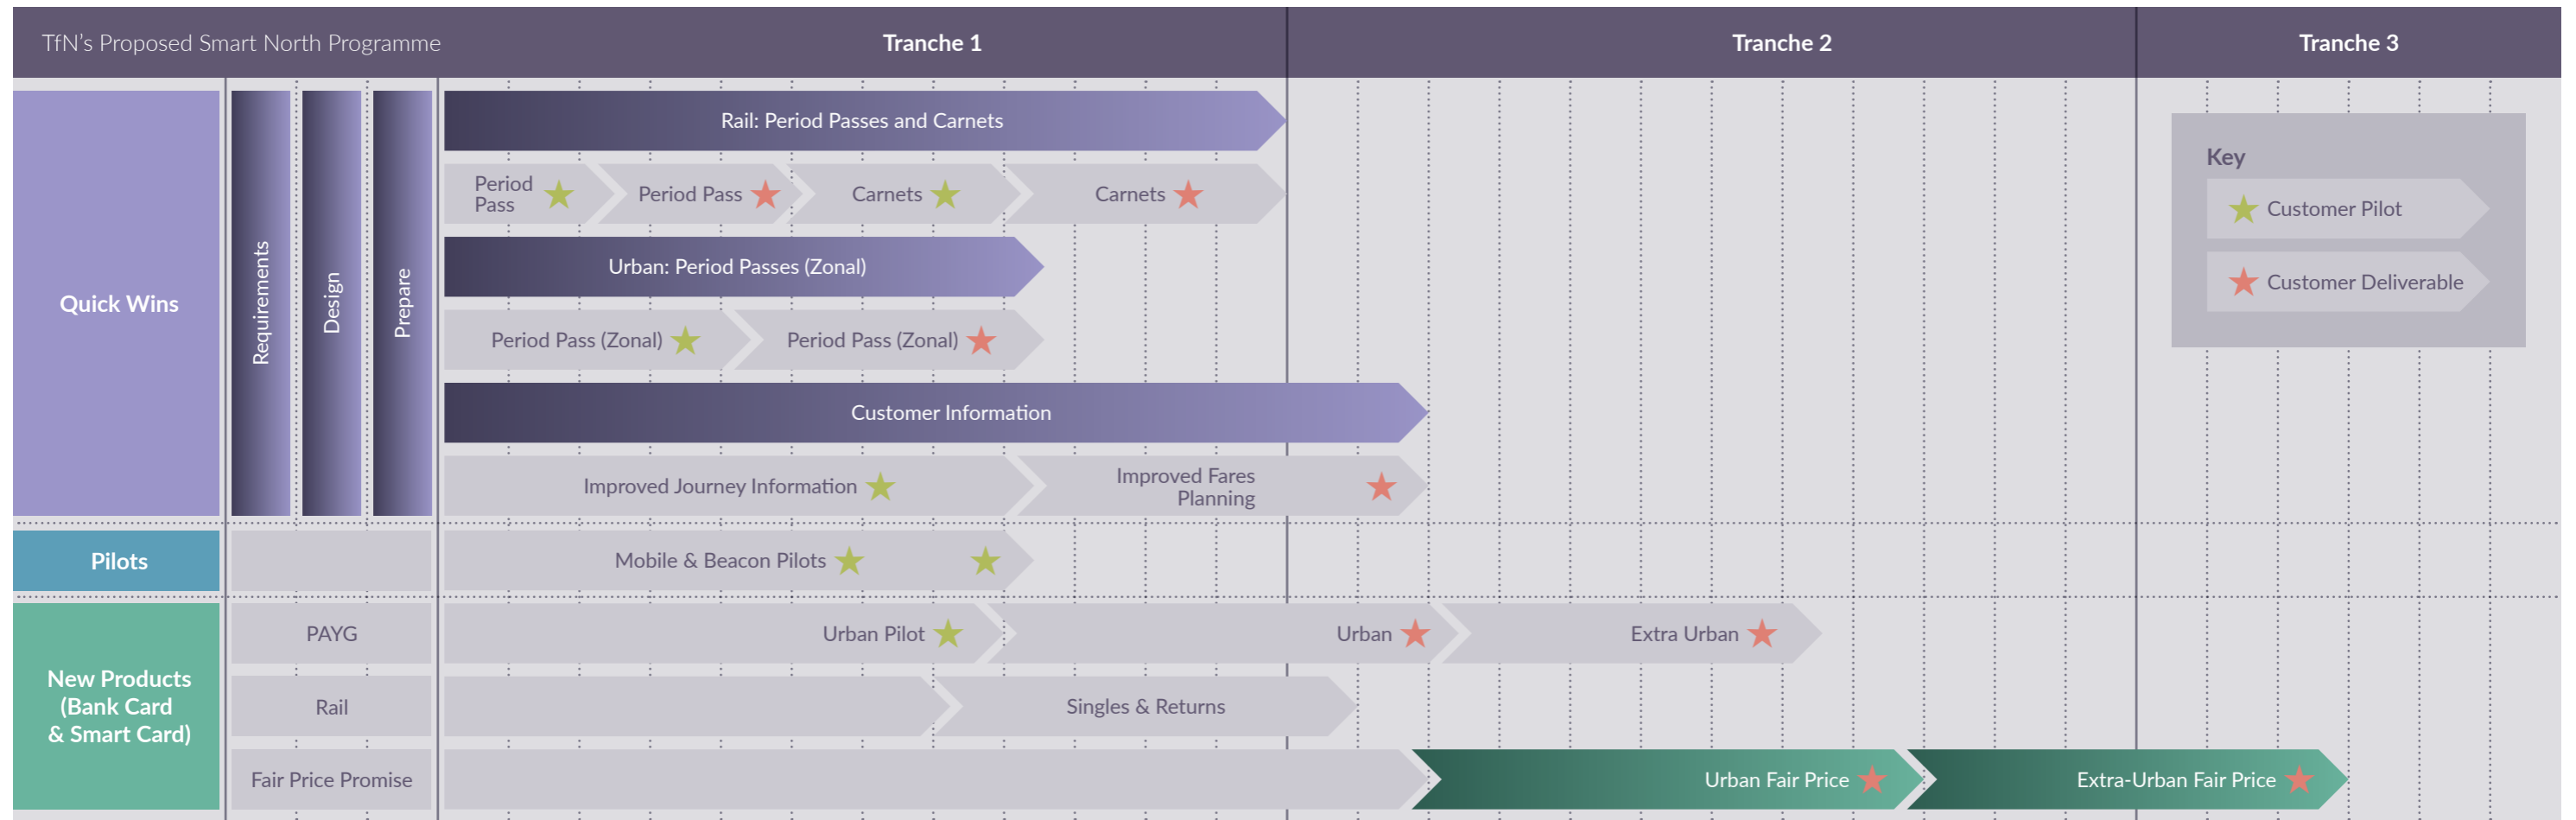 TfN's Proposed Smart North Programme
Tranche 1
Tranche 2
Tranche 3
Quick Wins
Requirements
Design
Prepare
Rail: Period Passes and Carnets
Period
Pass
Period Pass
Carnets
Carnets
Urban: Period Passes (Zonal)
Period Pass (Zonal)
Period Pass (Zonal)
Customer Information
Improved Journey Information
Improved Fares
Planning
Key
Customer Pilot
Customer Deliverable
Pilots
Mobile & Beacon Pilots
New Products
(Bank Card
& Smart Card)
PAYG
Urban Pilot
Urban
Extra Urban
Rail
Singles & Returns
Fair Price Promise
Urban Fair Price
Extra-Urban Fair Price